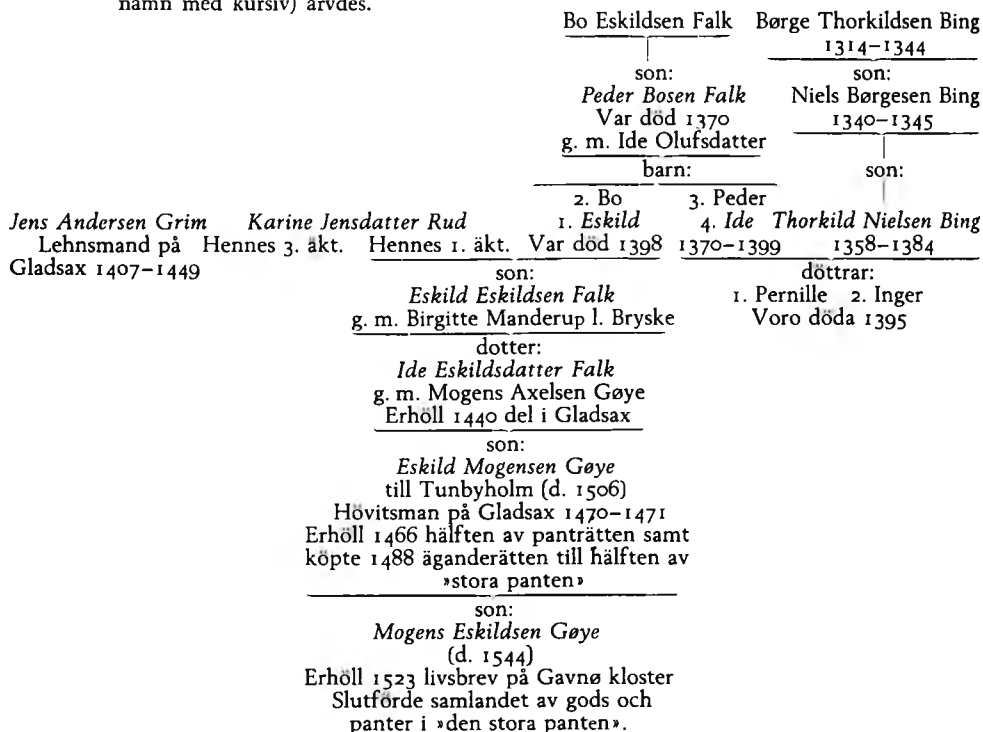 namn med kursiv) ärvdes.
Bo Eskildsen Falk Børge Thorkildsen Bing
1314–1344
son: son:
Peder Bosen Falk Niels Børgesen Bing
Var död 1370 1340–1345
g. m. Ide Olufsdatter
barn: son:
2. Bo 3. Peder
Jens Andersen Grim Karine Jensdatter Rud 1. Eskild 4. Ide Thorkild Nielsen Bing
Lehnsmand på Hennes 3. äkt. Hennes 1. äkt. Var död 1398 1370–1399 1358–1384
Gladsax 1407–1449
son: döttrar:
Eskild Eskildsen Falk 1. Pernille 2. Inger
g. m. Birgitte Manderup l. Bryske Voro döda 1395
dotter:
Ide Eskildsdatter Falk
g. m. Mogens Axelsen Gøye
Erhöll 1440 del i Gladsax
son:
Eskild Mogensen Gøye
till Tunbyholm (d. 1506)
Hövitsman på Gladsax 1470–1471
Erhöll 1466 hälften av panträtten samt
köpte 1488 äganderätten till hälften av
»stora panten»
son:
Mogens Eskildsen Gøye
(d. 1544)
Erhöll 1523 livsbrev på Gavnø kloster
Slutförde samlandet av gods och
panter i »den stora panten».